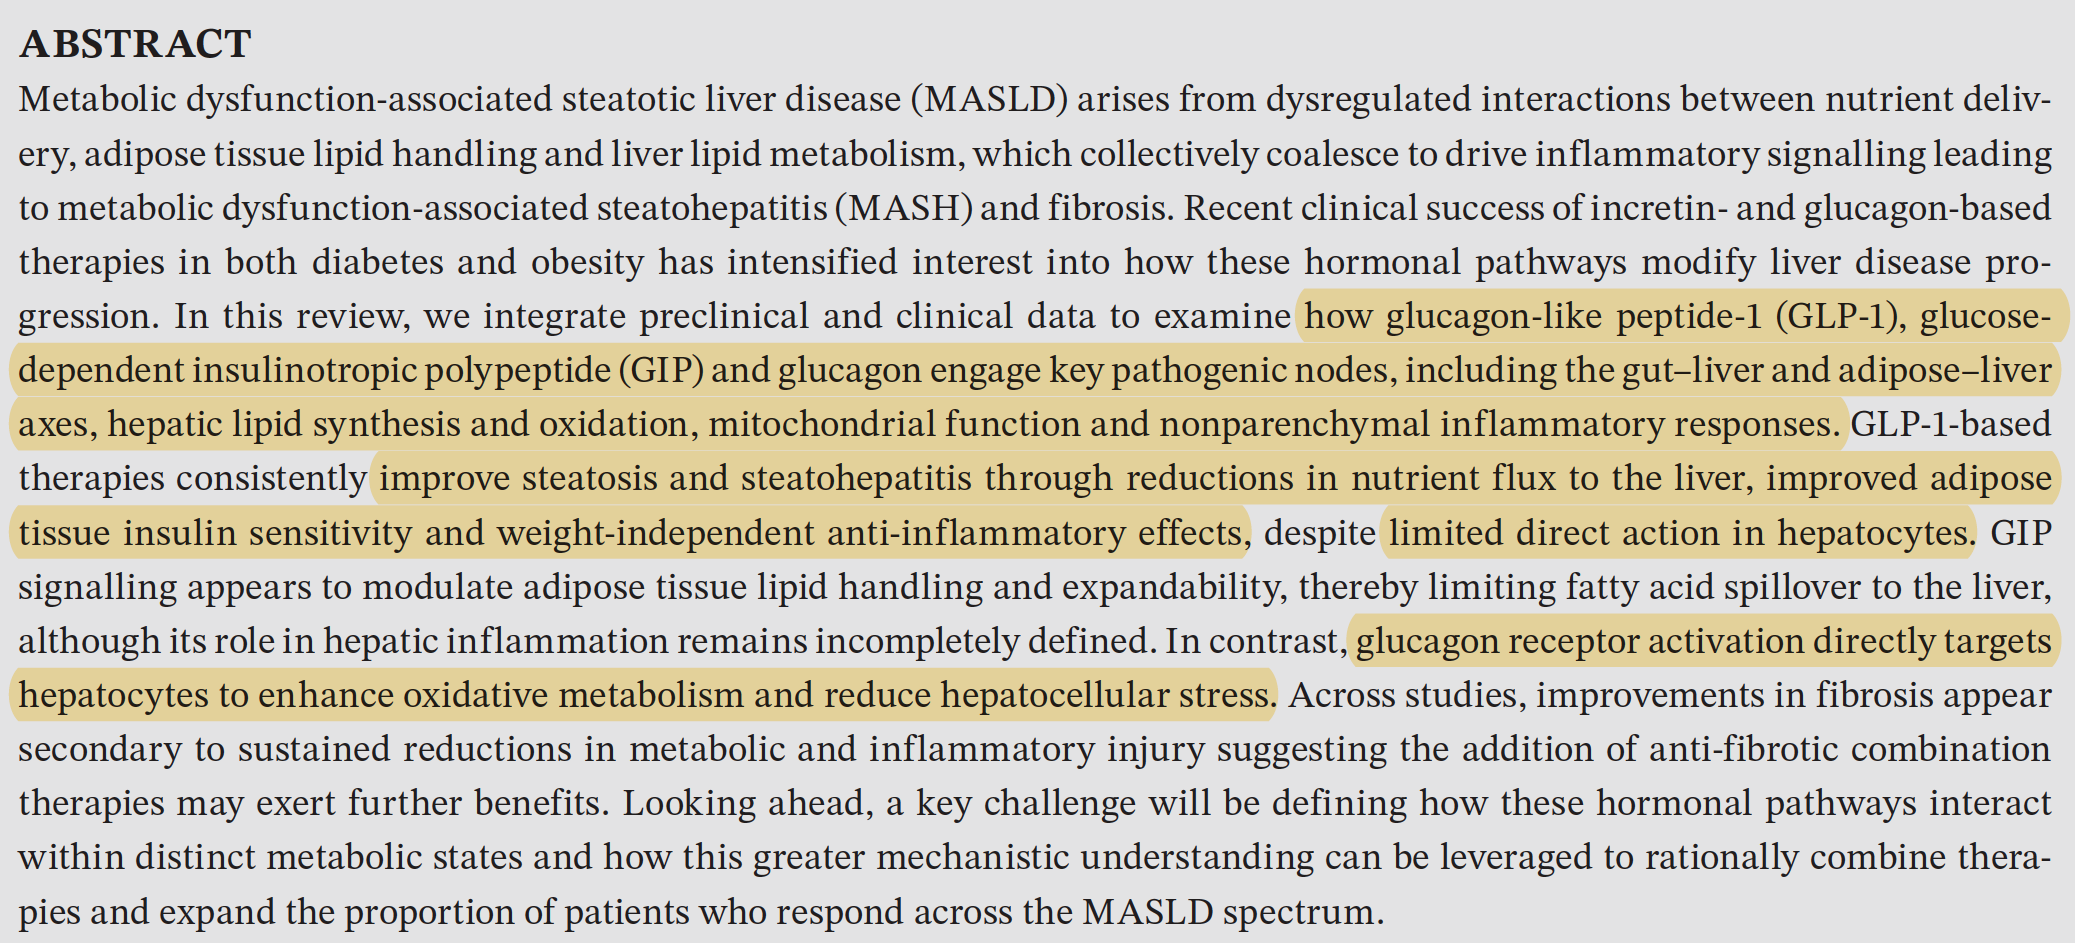 ABSTRACT
Metabolic dysfunction-associated steatotic liver disease (MASLD) arises from dysregulated interactions between nutrient deliv-
ery, adipose tissue lipid handling and liver lipid metabolism, which collectively coalesce to drive inflammatory signalling leading
to metabolic dysfunction-associated steatohepatitis (MASH) and fibrosis. Recent clinical success of incretin- and glucagon-based
therapies in both diabetes and obesity has intensified interest into how these hormonal pathways modify liver disease pro-
gression. In this review, we integrate preclinical and clinical data to examine how glucagon-like peptide-1 (GLP-1), glucose-
dependent insulinotropic polypeptide (GIP) and glucagon engage key pathogenic nodes, including the gut–liver and adipose–liver
axes, hepatic lipid synthesis and oxidation, mitochondrial function and nonparenchymal inflammatory responses. GLP-1-based
therapies consistently improve steatosis and steatohepatitis through reductions in nutrient flux to the liver, improved adipose
tissue insulin sensitivity and weight-independent anti-inflammatory effects, despite limited direct action in hepatocytes. GIP
signalling appears to modulate adipose tissue lipid handling and expandability, thereby limiting fatty acid spillover to the liver,
although its role in hepatic inflammation remains incompletely defined. In contrast, glucagon receptor activation directly targets
hepatocytes to enhance oxidative metabolism and reduce hepatocellular stress. Across studies, improvements in fibrosis appear
secondary to sustained reductions in metabolic and inflammatory injury suggesting the addition of anti-fibrotic combination
therapies may exert further benefits. Looking ahead, a key challenge will be defining how these hormonal pathways interact
within distinct metabolic states and how this greater mechanistic understanding can be leveraged to rationally combine thera-
pies and expand the proportion of patients who respond across the MASLD spectrum.